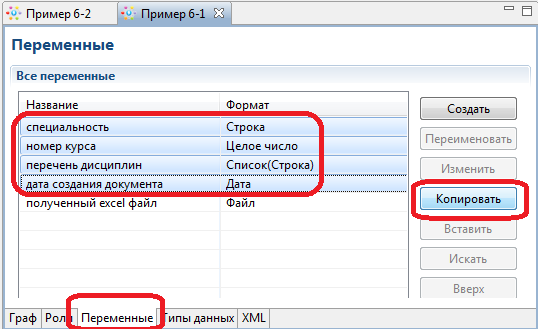 Пример 6-2 Пример 6-1
Переменные
Все переменные
Название Формат
специальность Строка
номер курса Целое число
перечень дисциплин Список(Строка)
дата создания документа Дата
полученный excel файл Файл
Создать
Переименовать
Изменить
Копировать
Вставить
Искать
Вверх
Граф Роли Переменные Типы данных XML